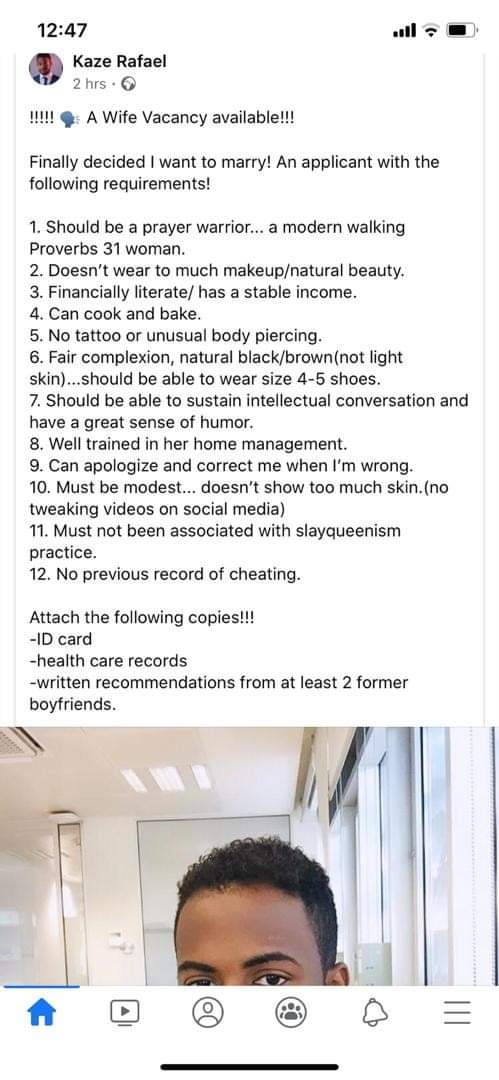 12:47
Kaze Rafael
2 hrs ·
!!!!! 🗣 A Wife Vacancy available!!!
Finally decided I want to marry! An applicant with the
following requirements!
1. Should be a prayer warrior... a modern walking
Proverbs 31 woman.
2. Doesn't wear to much makeup/natural beauty.
3. Financially literate/ has a stable income.
4. Can cook and bake.
5. No tattoo or unusual body piercing.
6. Fair complexion, natural black/brown(not light
skin)...should be able to wear size 4-5 shoes.
7. Should be able to sustain intellectual conversation and
have a great sense of humor.
8. Well trained in her home management.
9. Can apologize and correct me when I'm wrong.
10. Must be modest... doesn't show too much skin.(no
tweaking videos on social media)
11. Must not been associated with slayqueenism
practice.
12. No previous record of cheating.
Attach the following copies!!!
-ID card
-health care records
-written recommendations from at least 2 former
boyfriends.